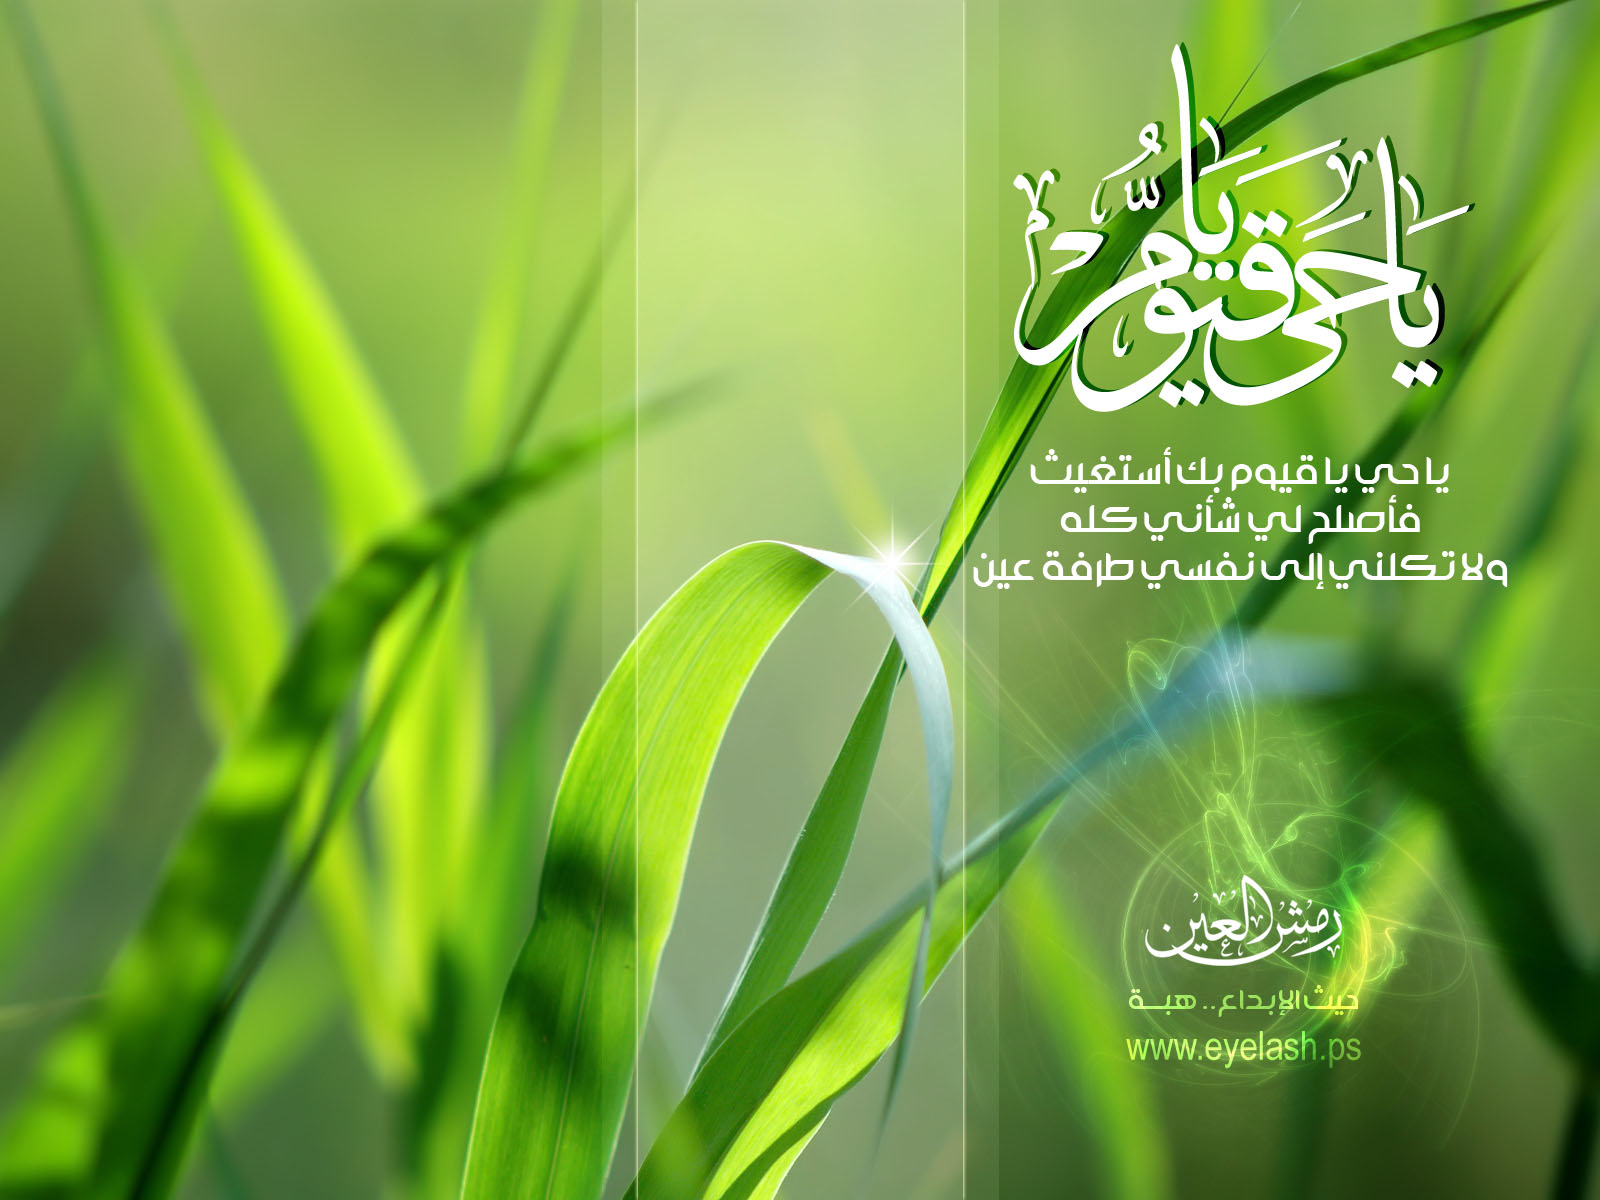 يا حي يا قيوم
يا حي يا قيوم بك أستغيث
فأصلح لي شأني كله
ولا تكلني إلى نفسي طرفة عين
رمش العين
حيث الإبداع .. هبــة
www.eyelash.ps